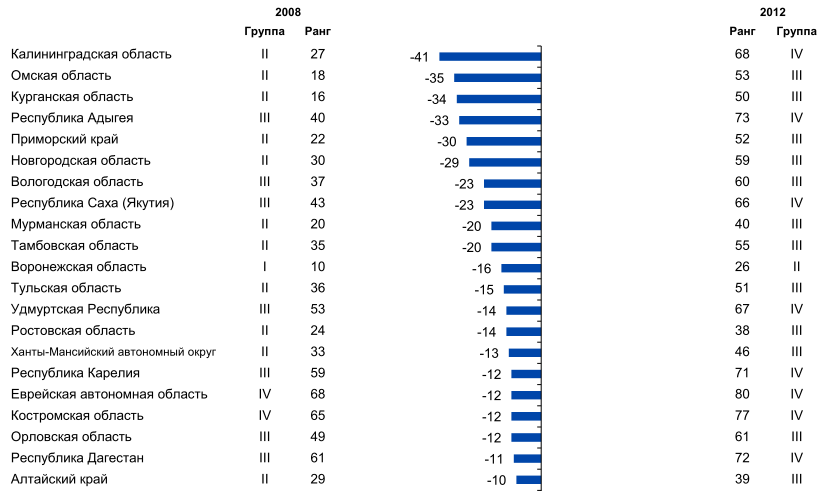 2008 2012
Группа Ранг Ранг Группа
Калининградская область II 27 -41 68 IV
Омская область II 18 -35 53 III
Курганская область II 16 -34 50 III
Республика Адыгея III 40 -33 73 IV
Приморский край II 22 -30 52 III
Новгородская область II 30 -29 59 III
Вологодская область III 37 -23 60 III
Республика Саха (Якутия) III 43 -23 66 IV
Мурманская область II 20 -20 40 III
Тамбовская область II 35 -20 55 III
Воронежская область I 10 -16 26 II
Тульская область II 36 -15 51 III
Удмуртская Республика III 53 -14 67 IV
Ростовская область II 24 -14 38 III
Ханты-Мансийский автономный округ II 33 -13 46 III
Республика Карелия III 59 -12 71 IV
Еврейская автономная область IV 68 -12 80 IV
Костромская область IV 65 -12 77 IV
Орловская область III 49 -12 61 III
Республика Дагестан III 61 -11 72 IV
Алтайский край II 29 -10 39 III